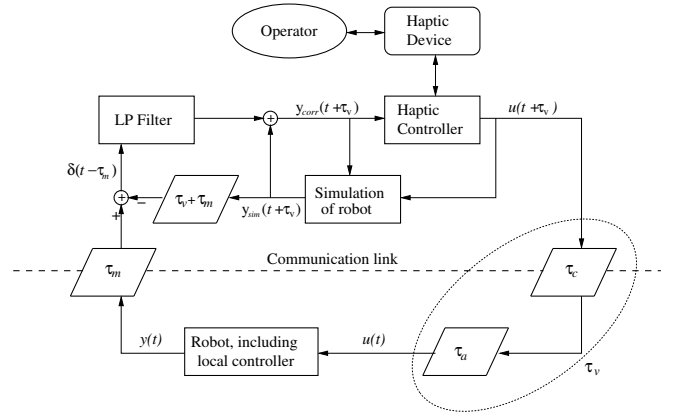 Operator
Haptic
Device
y_corr(t+τ_v)
u(t+τ_v)
LP Filter
+
Haptic
Controller
δ(t−τ_m)
Simulation
of robot
τ_v+τ_m
−
y_sim(t+τ_v)
+
+
Communication link
τ_m
τ_c
y(t)
Robot, including
local controller
u(t)
τ_a
τ_v